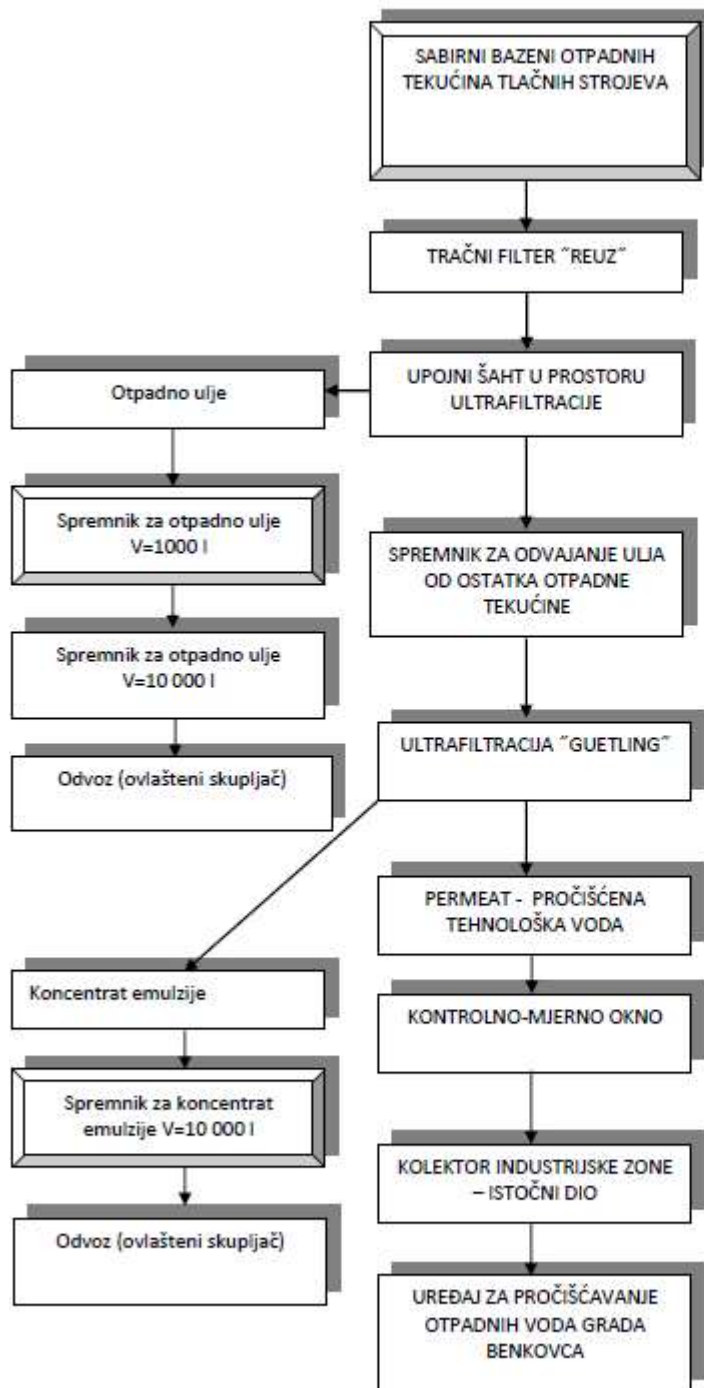 SABIRNI BAZENI OTPADNIH
TEKUĆINA TLAČNIH STROJEVA
TRAČNI FILTER ˝REUZ˝
UPOJNI ŠAHT U PROSTORU
ULTRAFILTRACIJE
Otpadno ulje
Spremnik za otpadno ulje
V=1000 l
Spremnik za otpadno ulje
V=10 000 l
Odvoz (ovlašteni skupljač)
SPREMNIK ZA ODVAJANJE ULJA
OD OSTATKA OTPADNE
TEKUĆINE
ULTRAFILTRACIJA ˝GUETLING˝
PERMEAT - PROČIŠĆENA
TEHNOLOŠKA VODA
Koncentrat emulzije
Spremnik za koncentrat
emulzije V=10 000 l
Odvoz (ovlašteni skupljač)
KONTROLNO-MJERNO OKNO
KOLEKTOR INDUSTRIJSKE ZONE
– ISTOČNI DIO
UREĐAJ ZA PROČIŠĆAVANJE
OTPADNIH VODA GRADA
BENKOVCA